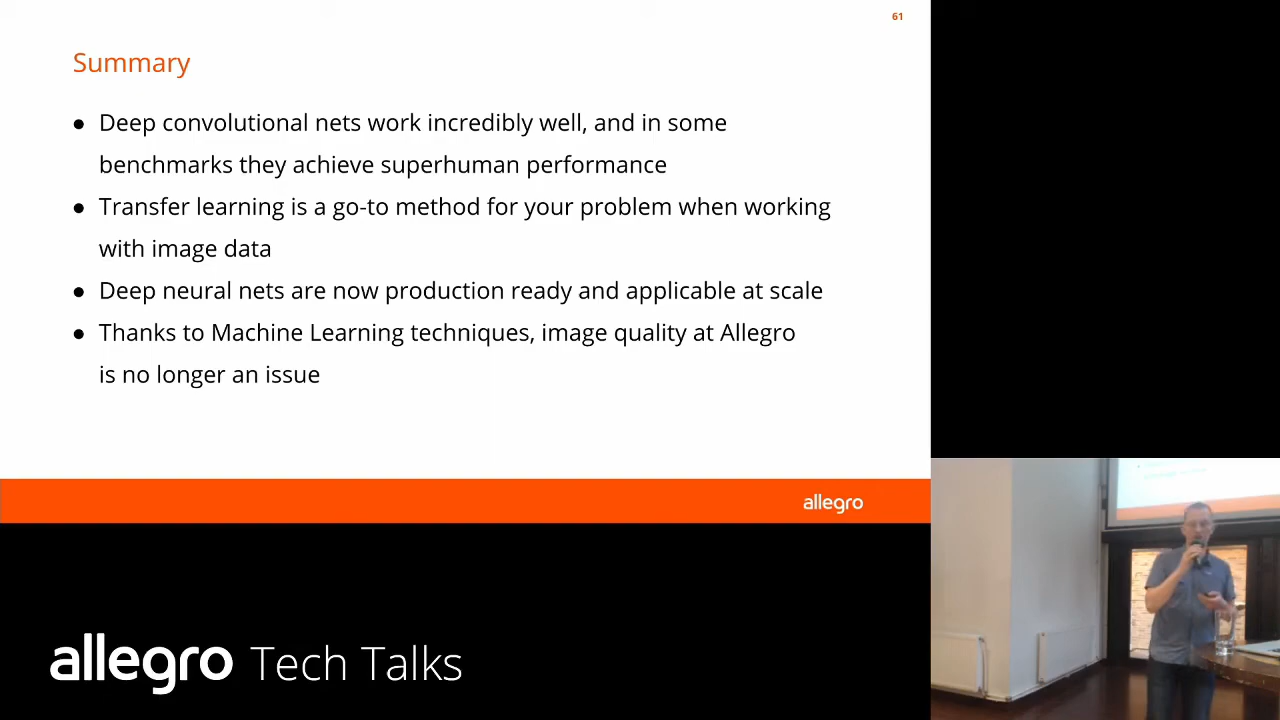 61
Summary
● Deep convolutional nets work incredibly well, and in some
benchmarks they achieve superhuman performance
● Transfer learning is a go-to method for your problem when working
with image data
● Deep neural nets are now production ready and applicable at scale
● Thanks to Machine Learning techniques, image quality at Allegro
is no longer an issue
allegro
allegro Tech Talks